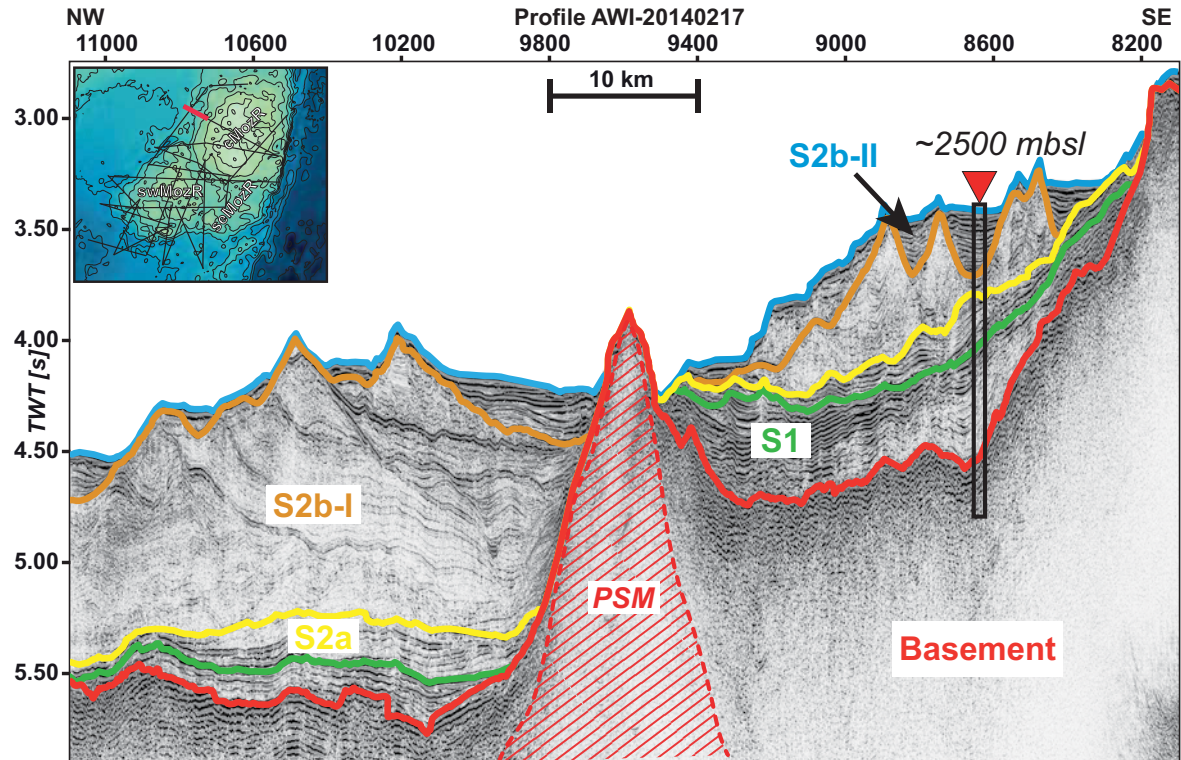 Profile AWI-20140217
NW
SE
11000 10600 10200 9800 9400 9000 8600 8200
10 km
cMozR
swMozR
scMozR
~2500 mbsl
S2b-II
3.00
3.50
4.00
4.50
5.00
5.50
TWT [s]
S1
S2b-I
PSM
S2a
Basement